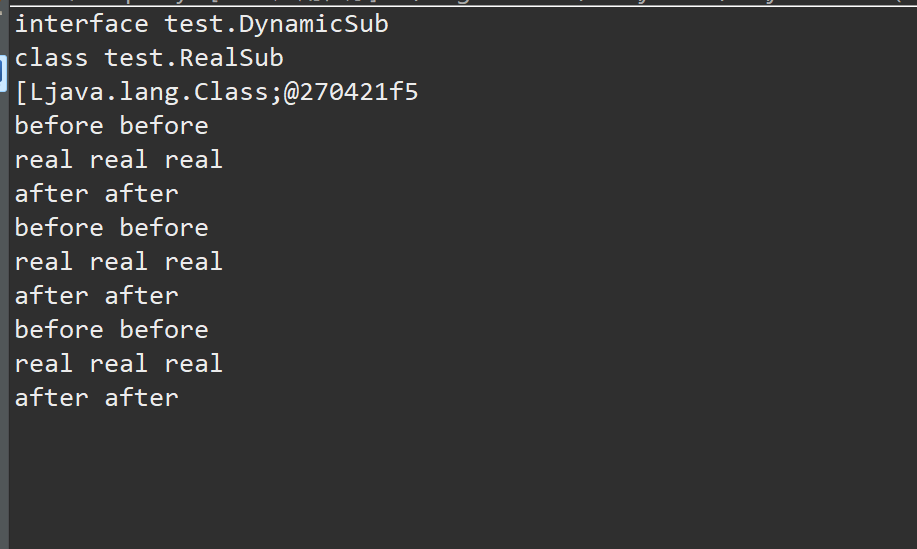 interface test.DynamicSub
class test.RealSub
[Ljava.lang.Class;@270421f5
before before
real real real
after after
before before
real real real
after after
before before
real real real
after after